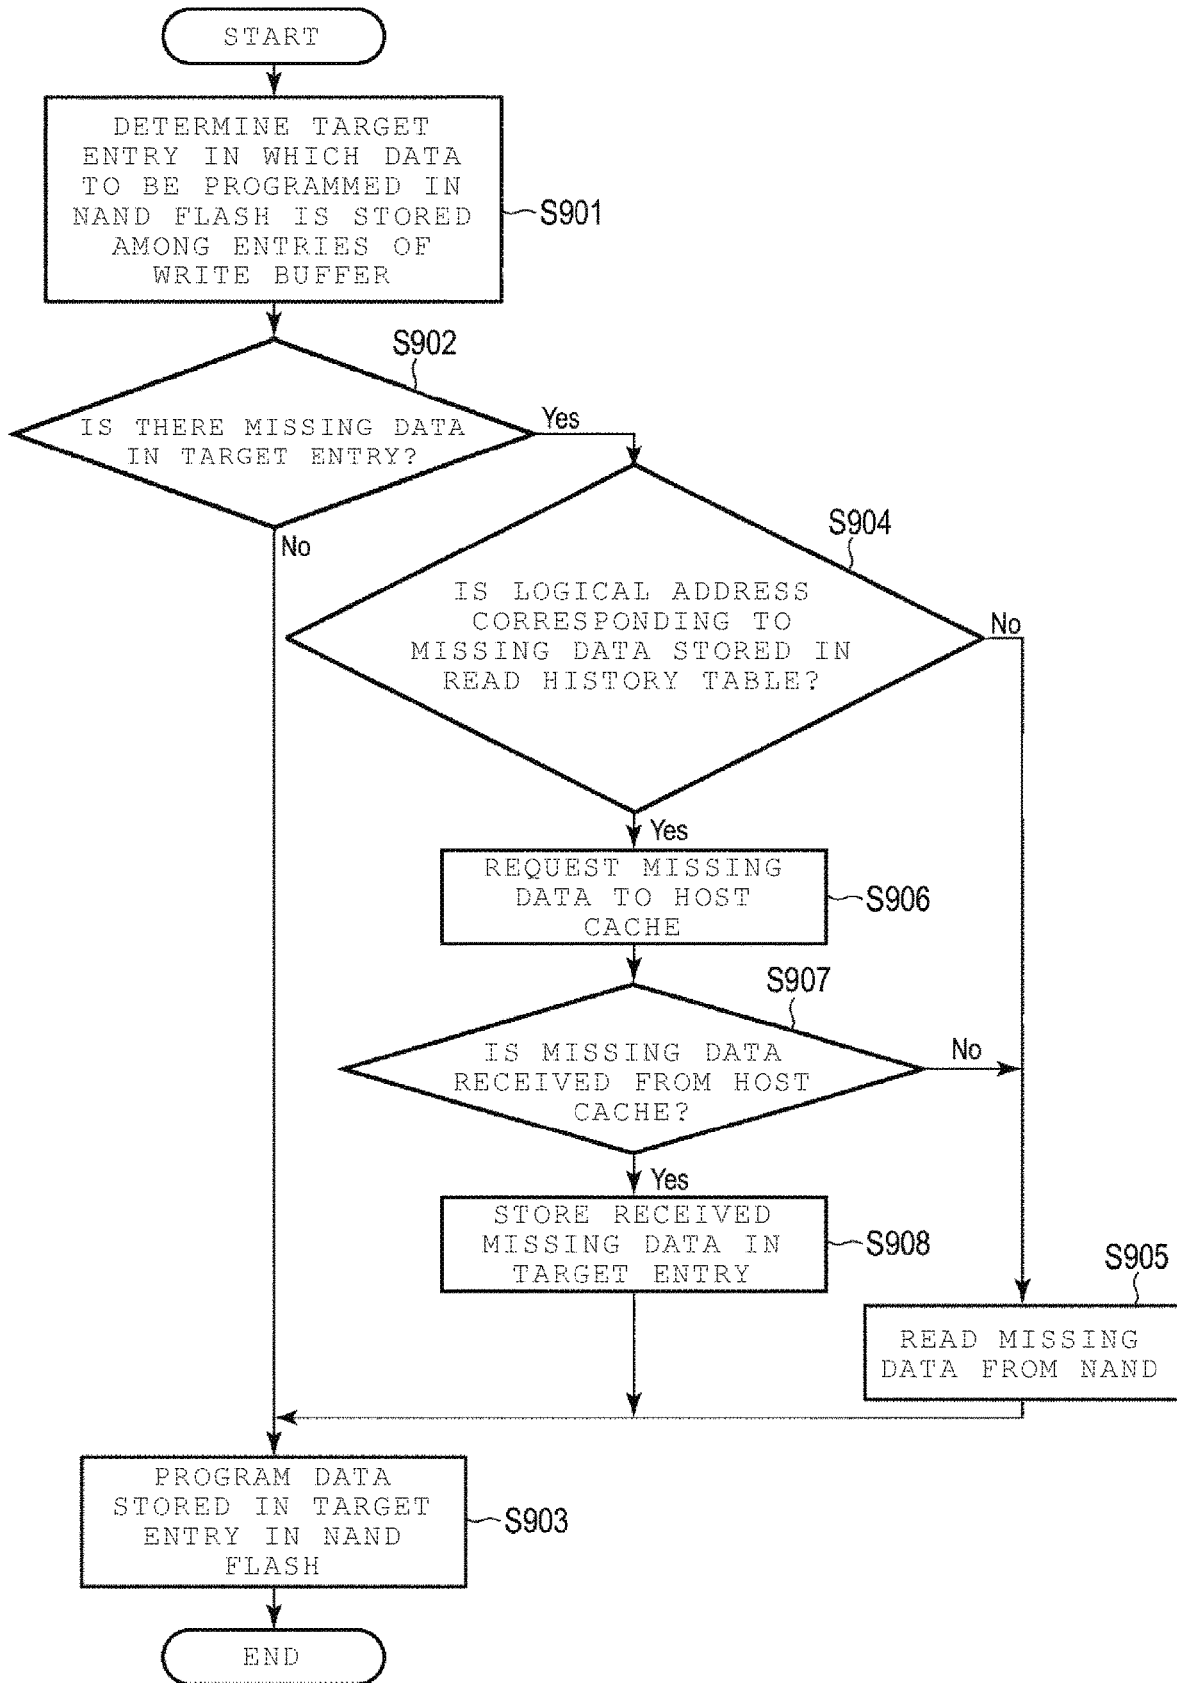 START
DETERMINE TARGET
ENTRY IN WHICH DATA
TO BE PROGRAMMED IN
NAND FLASH IS STORED
AMONG ENTRIES OF
WRITE BUFFER
S901
S902
IS THERE MISSING DATA
IN TARGET ENTRY?
Yes
No
S904
IS LOGICAL ADDRESS
CORRESPONDING TO
MISSING DATA STORED IN
READ HISTORY TABLE?
No
Yes
REQUEST MISSING
DATA TO HOST
CACHE
S906
S907
IS MISSING DATA
RECEIVED FROM HOST
CACHE?
No
Yes
STORE RECEIVED
MISSING DATA IN
TARGET ENTRY
S908
S905
READ MISSING
DATA FROM NAND
PROGRAM DATA
STORED IN TARGET
ENTRY IN NAND
FLASH
S903
END